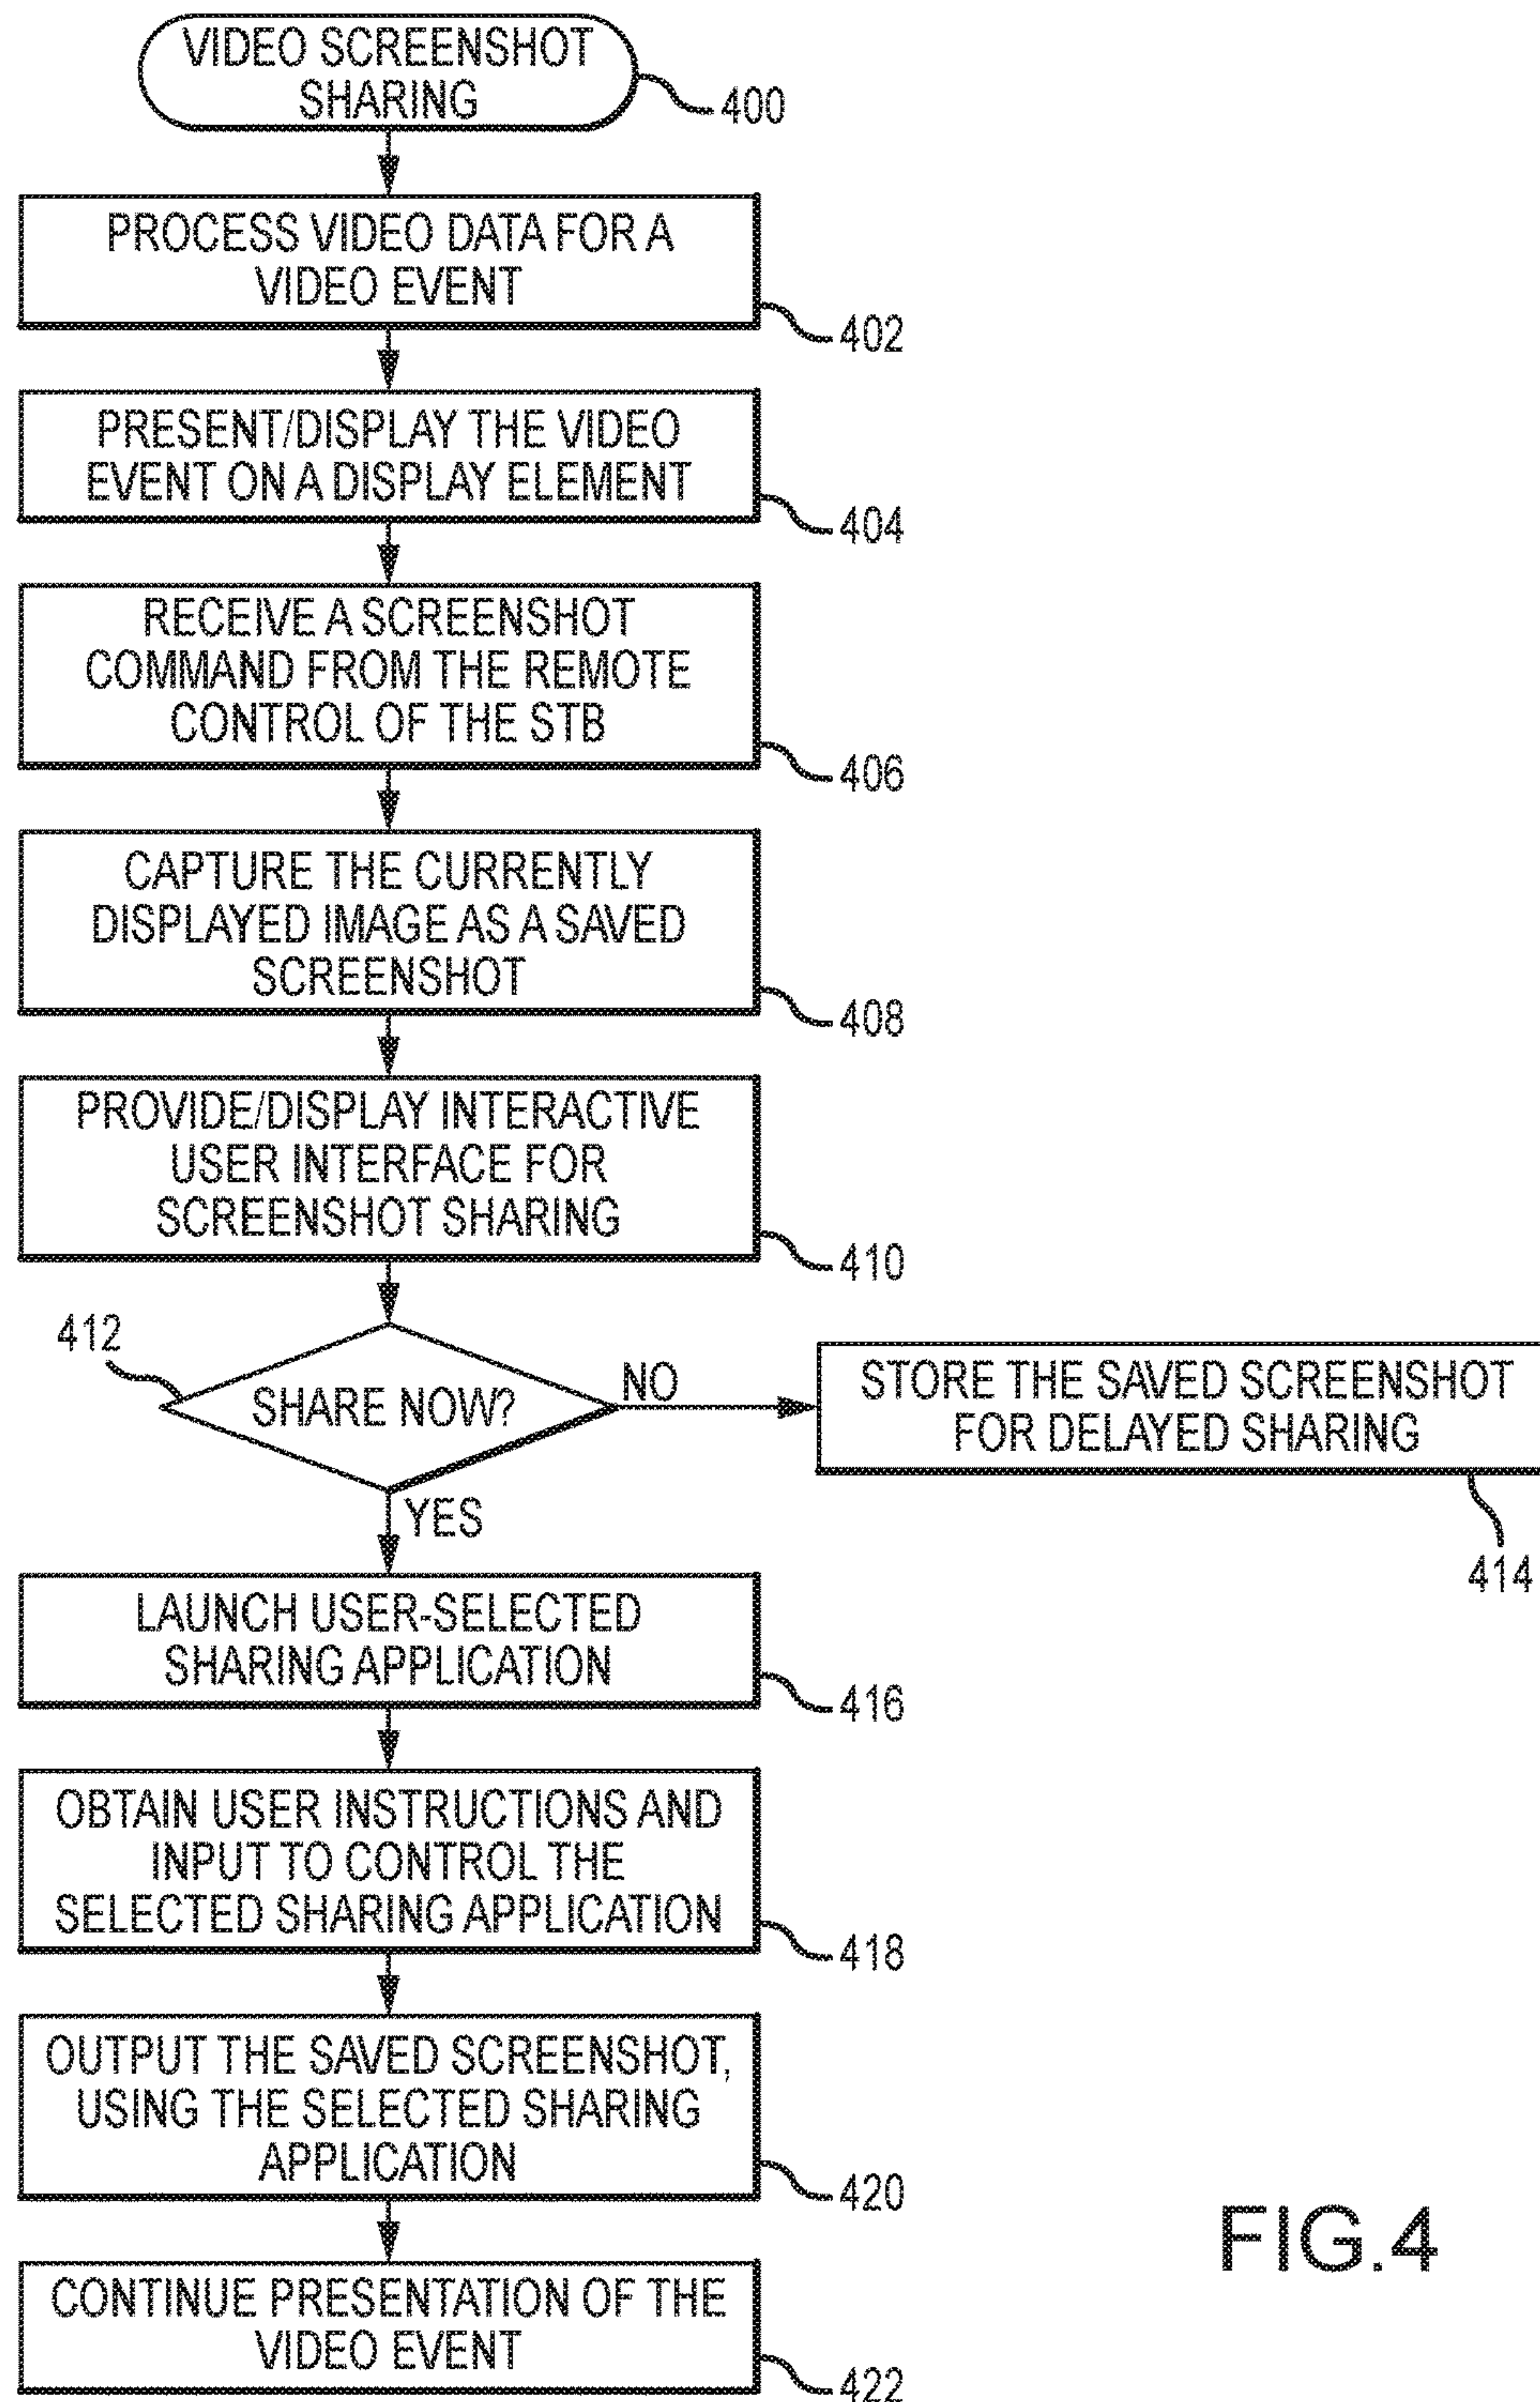 VIDEO SCREENSHOT
SHARING
400
PROCESS VIDEO DATA FOR A
VIDEO EVENT
402
PRESENT/DISPLAY THE VIDEO
EVENT ON A DISPLAY ELEMENT
404
RECEIVE A SCREENSHOT
COMMAND FROM THE REMOTE
CONTROL OF THE STB
406
CAPTURE THE CURRENTLY
DISPLAYED IMAGE AS A SAVED
SCREENSHOT
408
PROVIDE/DISPLAY INTERACTIVE
USER INTERFACE FOR
SCREENSHOT SHARING
410
412
SHARE NOW?
NO
STORE THE SAVED SCREENSHOT
FOR DELAYED SHARING
414
YES
LAUNCH USER-SELECTED
SHARING APPLICATION
416
OBTAIN USER INSTRUCTIONS AND
INPUT TO CONTROL THE
SELECTED SHARING APPLICATION
418
OUTPUT THE SAVED SCREENSHOT,
USING THE SELECTED SHARING
APPLICATION
420
CONTINUE PRESENTATION OF THE
VIDEO EVENT
422
FIG.4